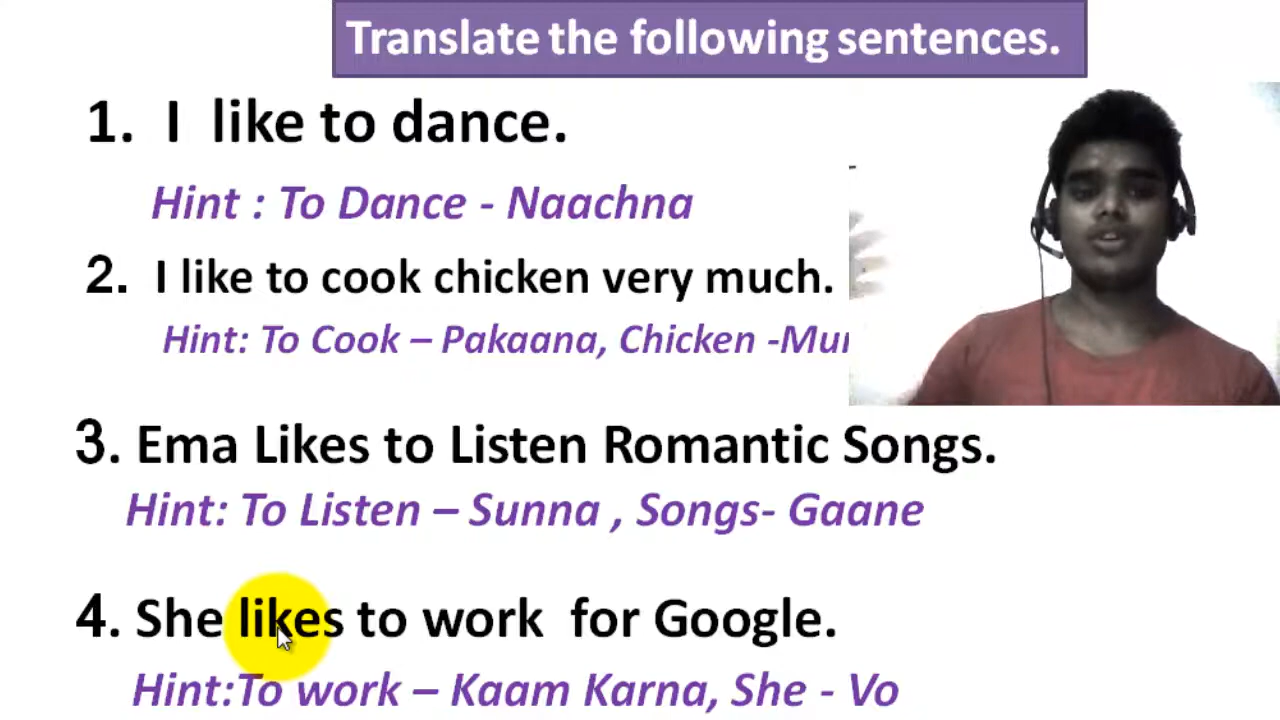 Translate the following sentences.
1. I like to dance.
Hint : To Dance - Naachna
2. I like to cook chicken very much.
Hint: To Cook – Pakaana, Chicken -Mur
3. Ema Likes to Listen Romantic Songs.
Hint: To Listen – Sunna , Songs- Gaane
4. She likes to work for Google.
Hint:To work – Kaam Karna, She - Vo